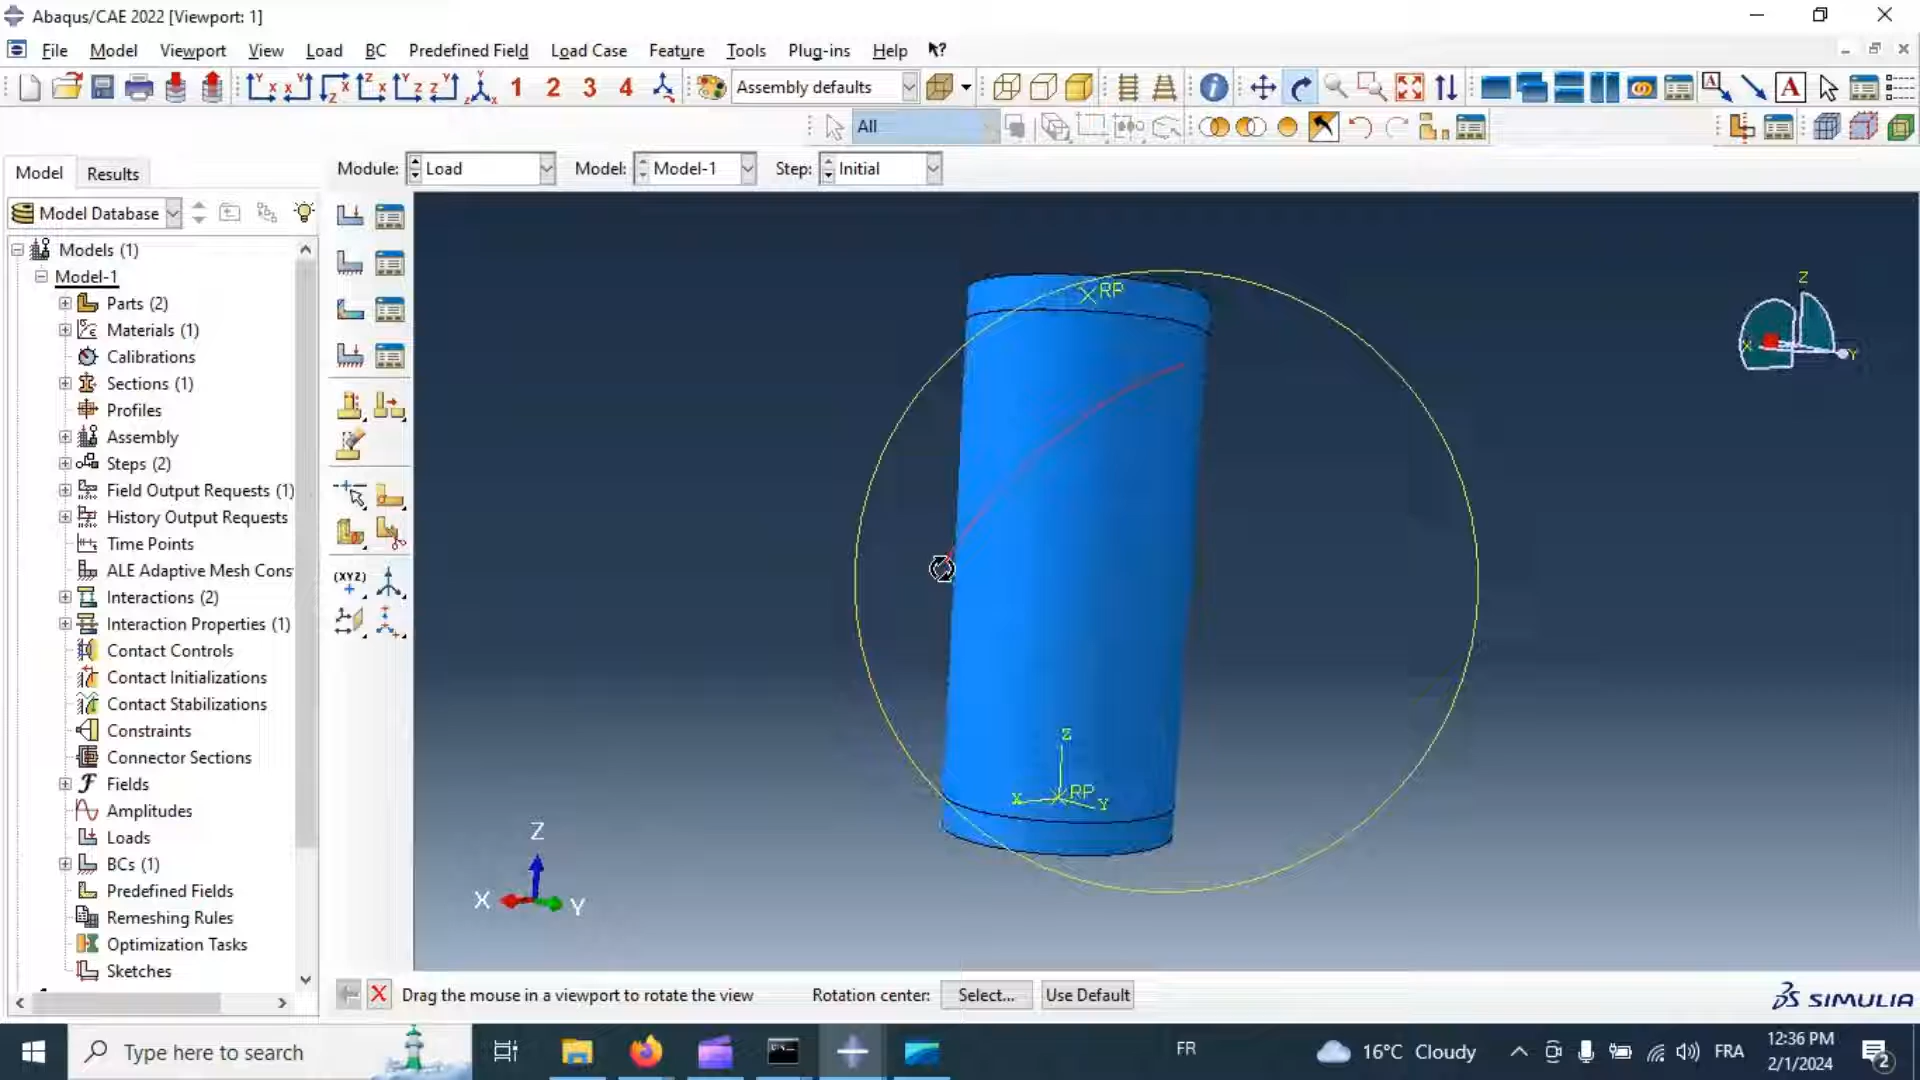 Abaqus/CAE 2022 [Viewport: 1]
File Model Viewport View Load BC Predefined Field Load Case Feature Tools Plug-ins Help
1 2 3 4 Assembly defaults
All
Model Results
Module: Load Model: Model-1 Step: Initial
Model Database
Models (1)
Model-1
Parts (2)
Materials (1)
Calibrations
Sections (1)
Profiles
Assembly
Steps (2)
Field Output Requests (1)
History Output Requests
Time Points
ALE Adaptive Mesh Cons
Interactions (2)
Interaction Properties (1)
Contact Controls
Contact Initializations
Contact Stabilizations
Constraints
Connector Sections
Fields
Amplitudes
Loads
BCs (1)
Predefined Fields
Remeshing Rules
Optimization Tasks
Sketches
(XYZ)
RP
Z
X Y
Z
RP
X Y
Z
X Y
Drag the mouse in a viewport to rotate the view Rotation center: Select... Use Default
SIMULIA
Type here to search
FR
16°C Cloudy
FRA
12:36 PM
2/1/2024
2